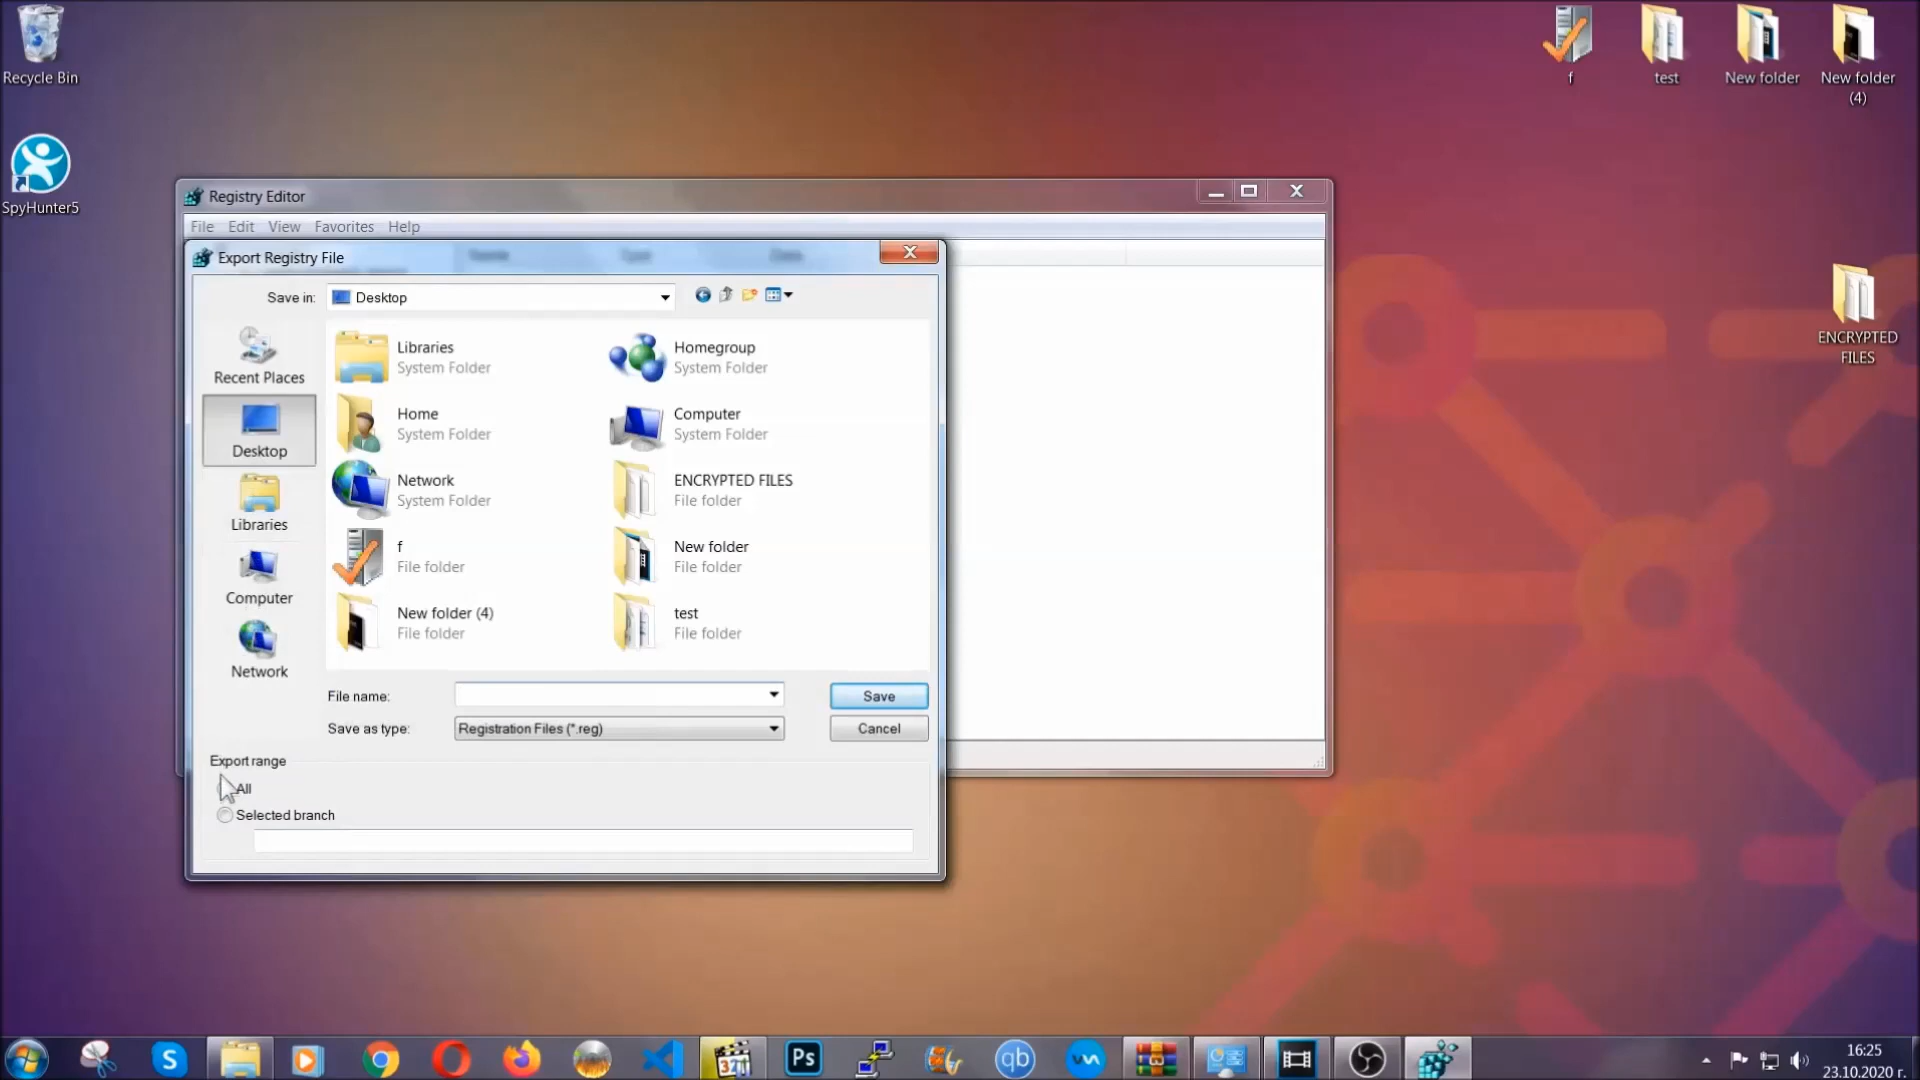 Recycle Bin
SpyHunter5
f
test
New folder
New folder
(4)
ENCRYPTED
FILES
Registry Editor
File Edit View Favorites Help
Export Registry File
Save in:
Desktop
Recent Places
Desktop
Libraries
Computer
Network
Libraries
System Folder
Homegroup
System Folder
Home
System Folder
Computer
System Folder
Network
System Folder
ENCRYPTED FILES
File folder
f
File folder
New folder
File folder
New folder (4)
File folder
test
File folder
File name:
Save
Save as type:
Registration Files (*.reg)
Cancel
Export range
All
Selected branch
S
321
Ps
qb
16:25
23.10.2020 г.